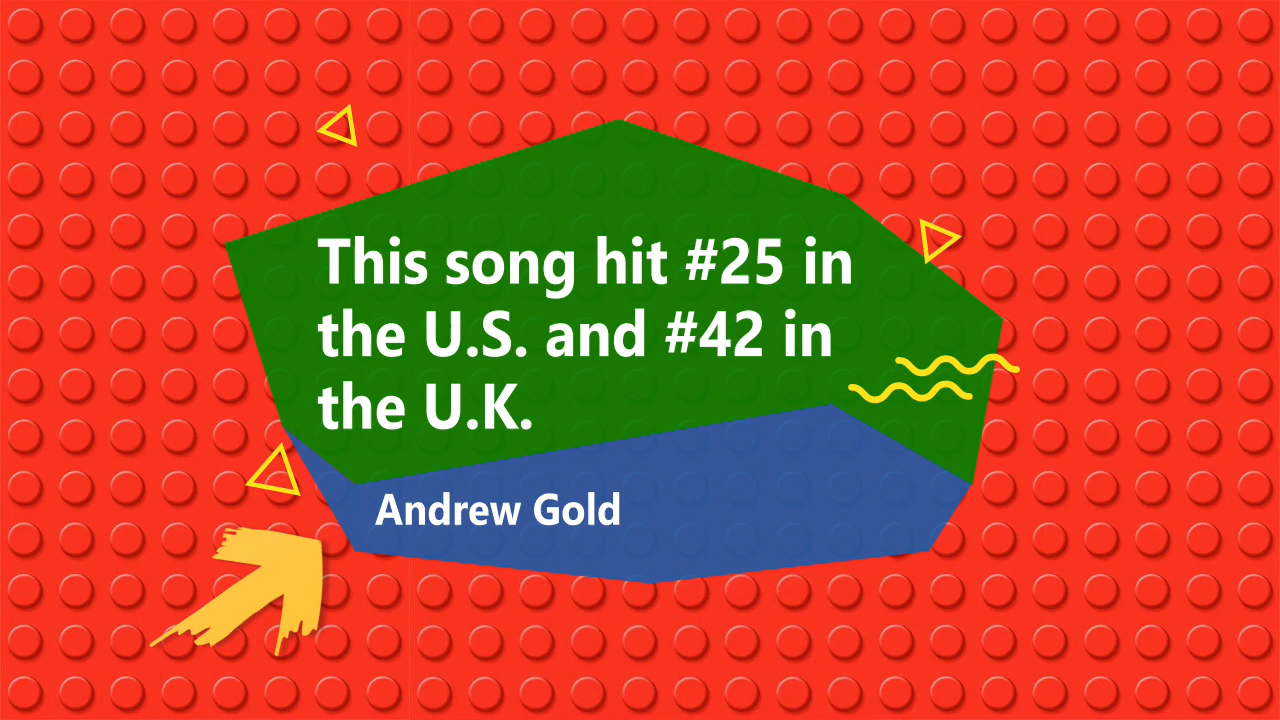 This song hit #25 in
the U.S. and #42 in
the U.K.
Andrew Gold